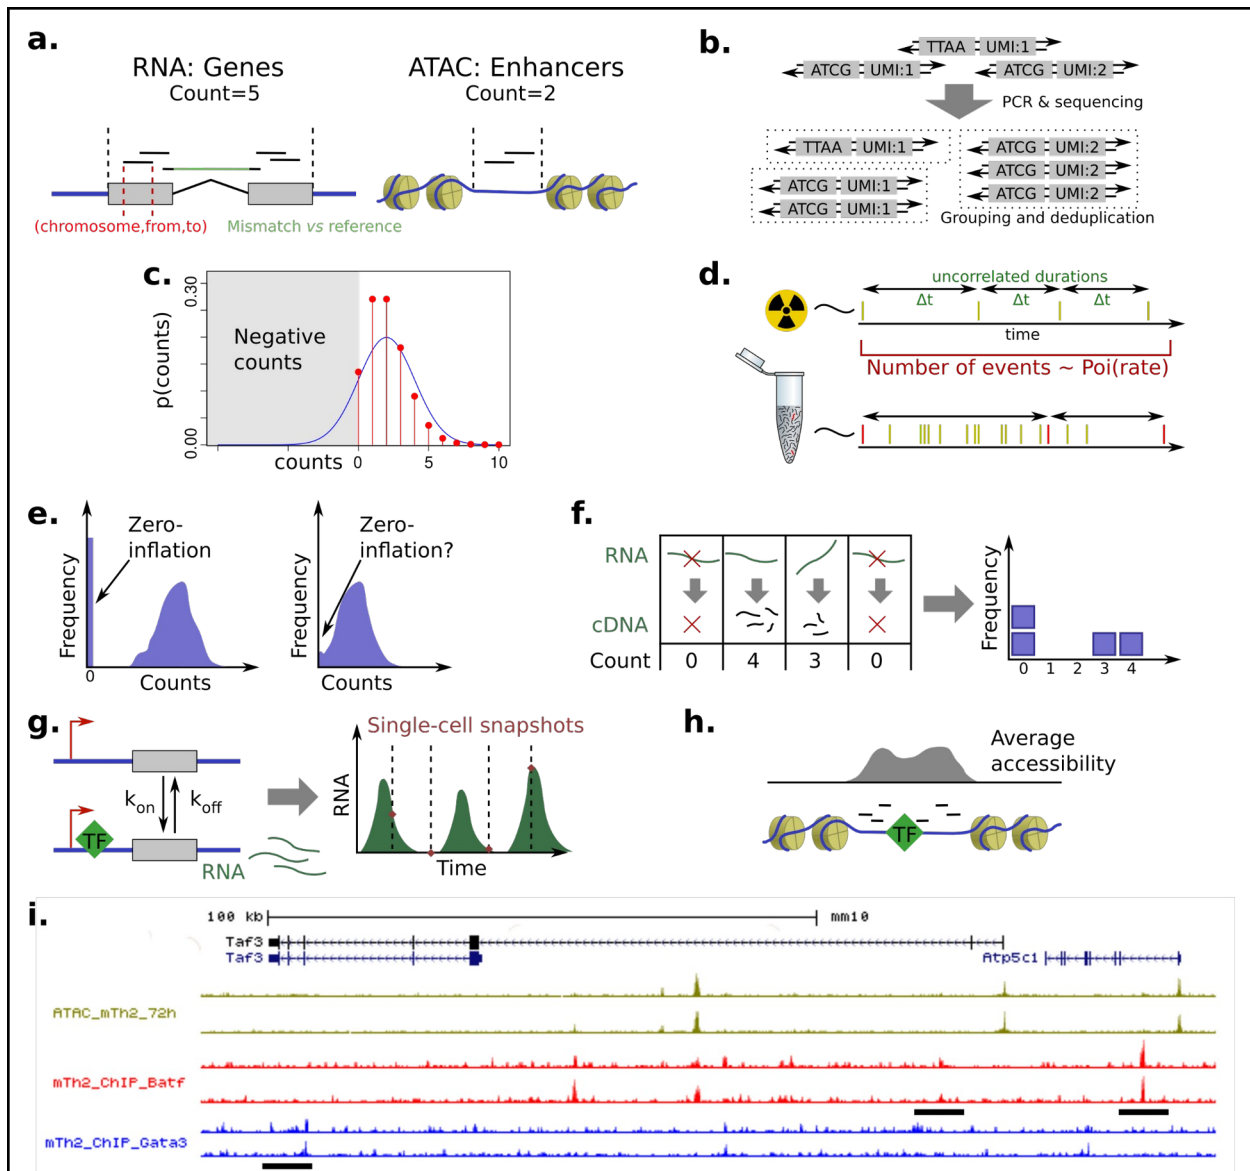 a.
RNA: Genes
Count=5
ATAC: Enhancers
Count=2
(chromosome,from,to)
Mismatch vs reference
b.
TTAA UMI:1
ATCG UMI:1
ATCG UMI:2
PCR & sequencing
TTAA UMI:1
ATCG UMI:2
ATCG UMI:2
ATCG UMI:2
ATCG UMI:1
ATCG UMI:1
Grouping and deduplication
c.
p(counts)
0.30
0.00
Negative
counts
counts
0 5 10
d.
uncorrelated durations
Δt Δt Δt
time
Number of events ~ Poi(rate)
e.
Frequency
Zero-
inflation
0
Counts
Frequency
Zero-
inflation?
Counts
f.
RNA
cDNA
Count 0 4 3 0
Frequency
0 1 2 3 4
g.
kon koff
TF
RNA
Single-cell snapshots
RNA
Time
h.
Average
accessibility
TF
i.
100 kb mm10
Taf3
Taf3
Atp5c1
ATAC_mTh2_72h
mTh2_ChIP_Batf
mTh2_ChIP_Gata3